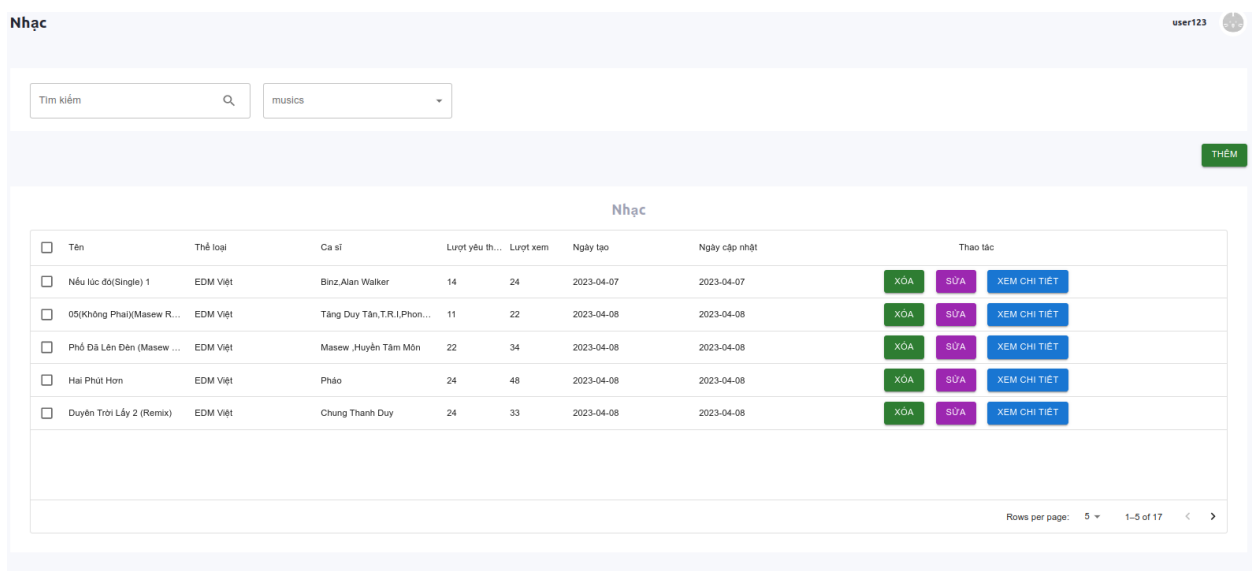 Nhạc
user123
Tìm kiếm
musics
THÊM
Nhạc
Tên Thể loại Ca sĩ Lượt yêu th... Lượt xem Ngày tạo Ngày cập nhật Thao tác
Nếu lúc đó(Single) 1 EDM Việt Binz,Alan Walker 14 24 2023-04-07 2023-04-07 XÓA SỬA XEM CHI TIẾT
05(Không Phai)(Masew R... EDM Việt Tăng Duy Tân,T.R.I,Phon... 11 22 2023-04-08 2023-04-08 XÓA SỬA XEM CHI TIẾT
Phố Đã Lên Đèn (Masew ... EDM Việt Masew ,Huyền Tâm Môn 22 34 2023-04-08 2023-04-08 XÓA SỬA XEM CHI TIẾT
Hai Phút Hơn EDM Việt Pháo 24 48 2023-04-08 2023-04-08 XÓA SỬA XEM CHI TIẾT
Duyên Trời Lấy 2 (Remix) EDM Việt Chung Thanh Duy 24 33 2023-04-08 2023-04-08 XÓA SỬA XEM CHI TIẾT
Rows per page: 5 1–5 of 17